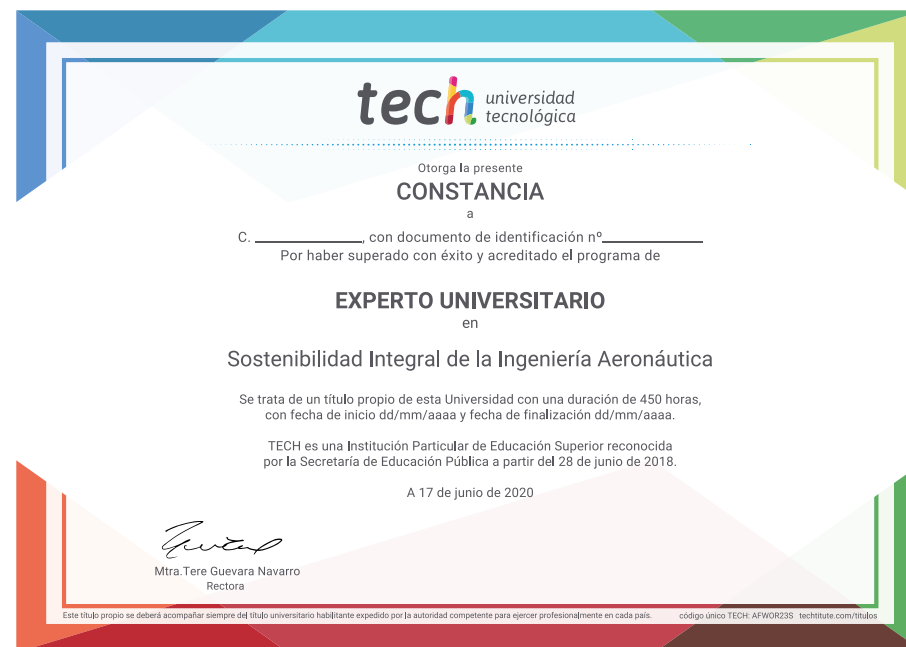 tech universidad
tecnológica
Otorga la presente
CONSTANCIA
a
C. ____________, con documento de identificación nº____________
Por haber superado con éxito y acreditado el programa de
EXPERTO UNIVERSITARIO
en
Sostenibilidad Integral de la Ingeniería Aeronáutica
Se trata de un título propio de esta Universidad con una duración de 450 horas,
con fecha de inicio dd/mm/aaaa y fecha de finalización dd/mm/aaaa.
TECH es una Institución Particular de Educación Superior reconocida
por la Secretaría de Educación Pública a partir del 28 de junio de 2018.
A 17 de junio de 2020
Mtra.Tere Guevara Navarro
Rectora
Este título propio se deberá acompañar siempre del título universitario habilitante expedido por la autoridad competente para ejercer profesionalmente en cada país. código único TECH: AFWOR23S techtitute.com/titulos